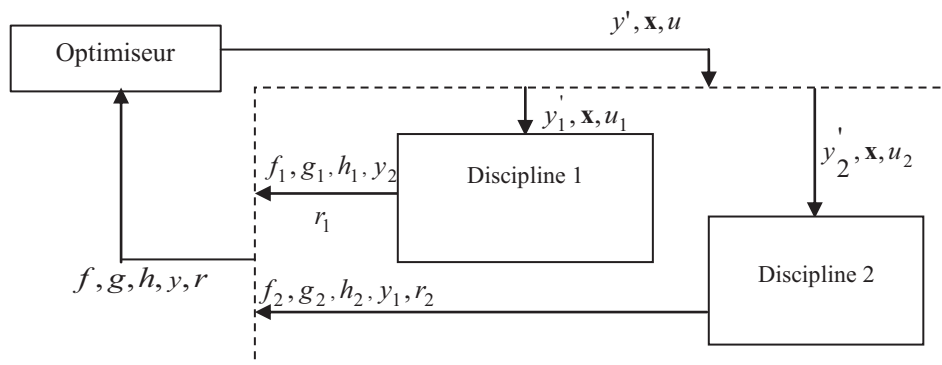 y', x, u
Optimiseur
y'₁, x, u₁
f₁, g₁, h₁, y₂
Discipline 1
y'₂, x, u₂
r₁
f, g, h, y, r
f₂, g₂, h₂, y₁, r₂
Discipline 2